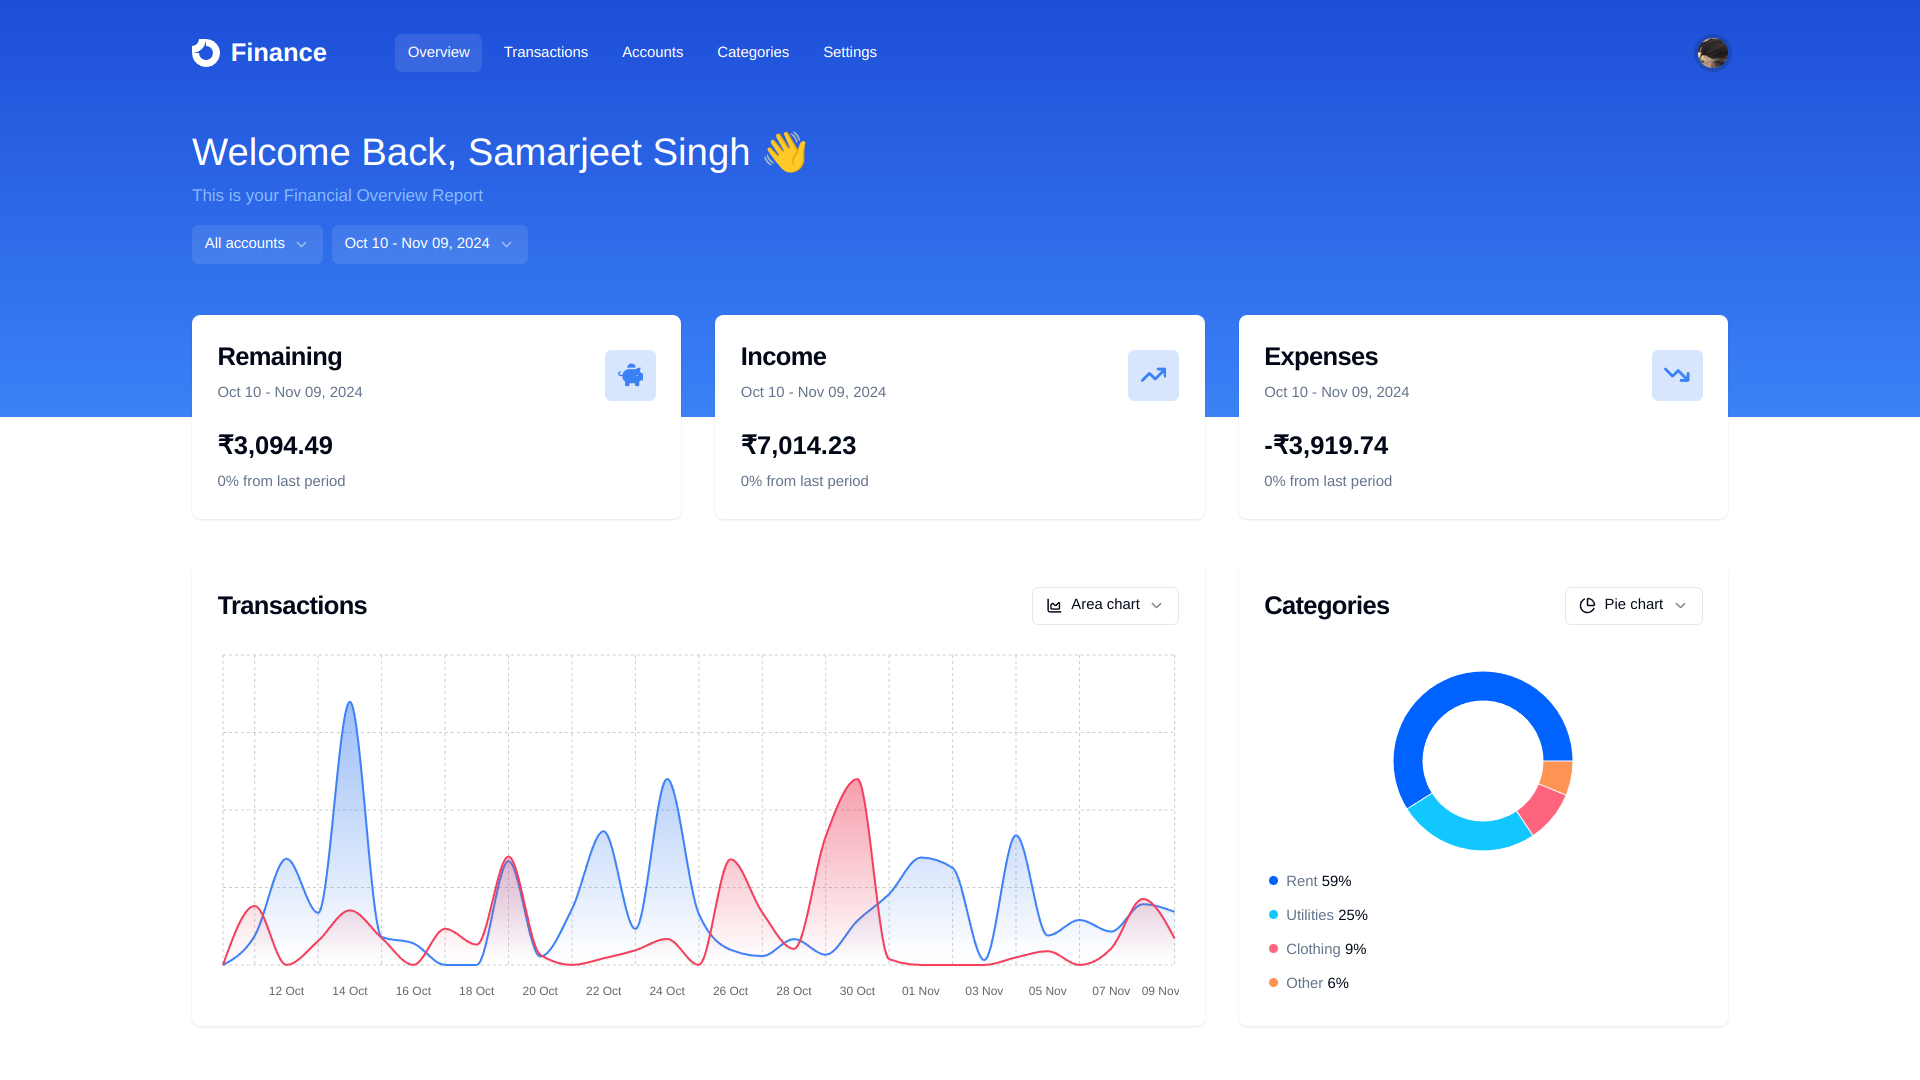 Finance
Overview Transactions Accounts Categories Settings
Welcome Back, Samarjeet Singh 👋
This is your Financial Overview Report
All accounts
Oct 10 - Nov 09, 2024
Remaining
Oct 10 - Nov 09, 2024
₹3,094.49
0% from last period
Income
Oct 10 - Nov 09, 2024
₹7,014.23
0% from last period
Expenses
Oct 10 - Nov 09, 2024
-₹3,919.74
0% from last period
Transactions
Area chart
12 Oct 14 Oct 16 Oct 18 Oct 20 Oct 22 Oct 24 Oct 26 Oct 28 Oct 30 Oct 01 Nov 03 Nov 05 Nov 07 Nov 09 Nov
Categories
Pie chart
Rent 59%
Utilities 25%
Clothing 9%
Other 6%